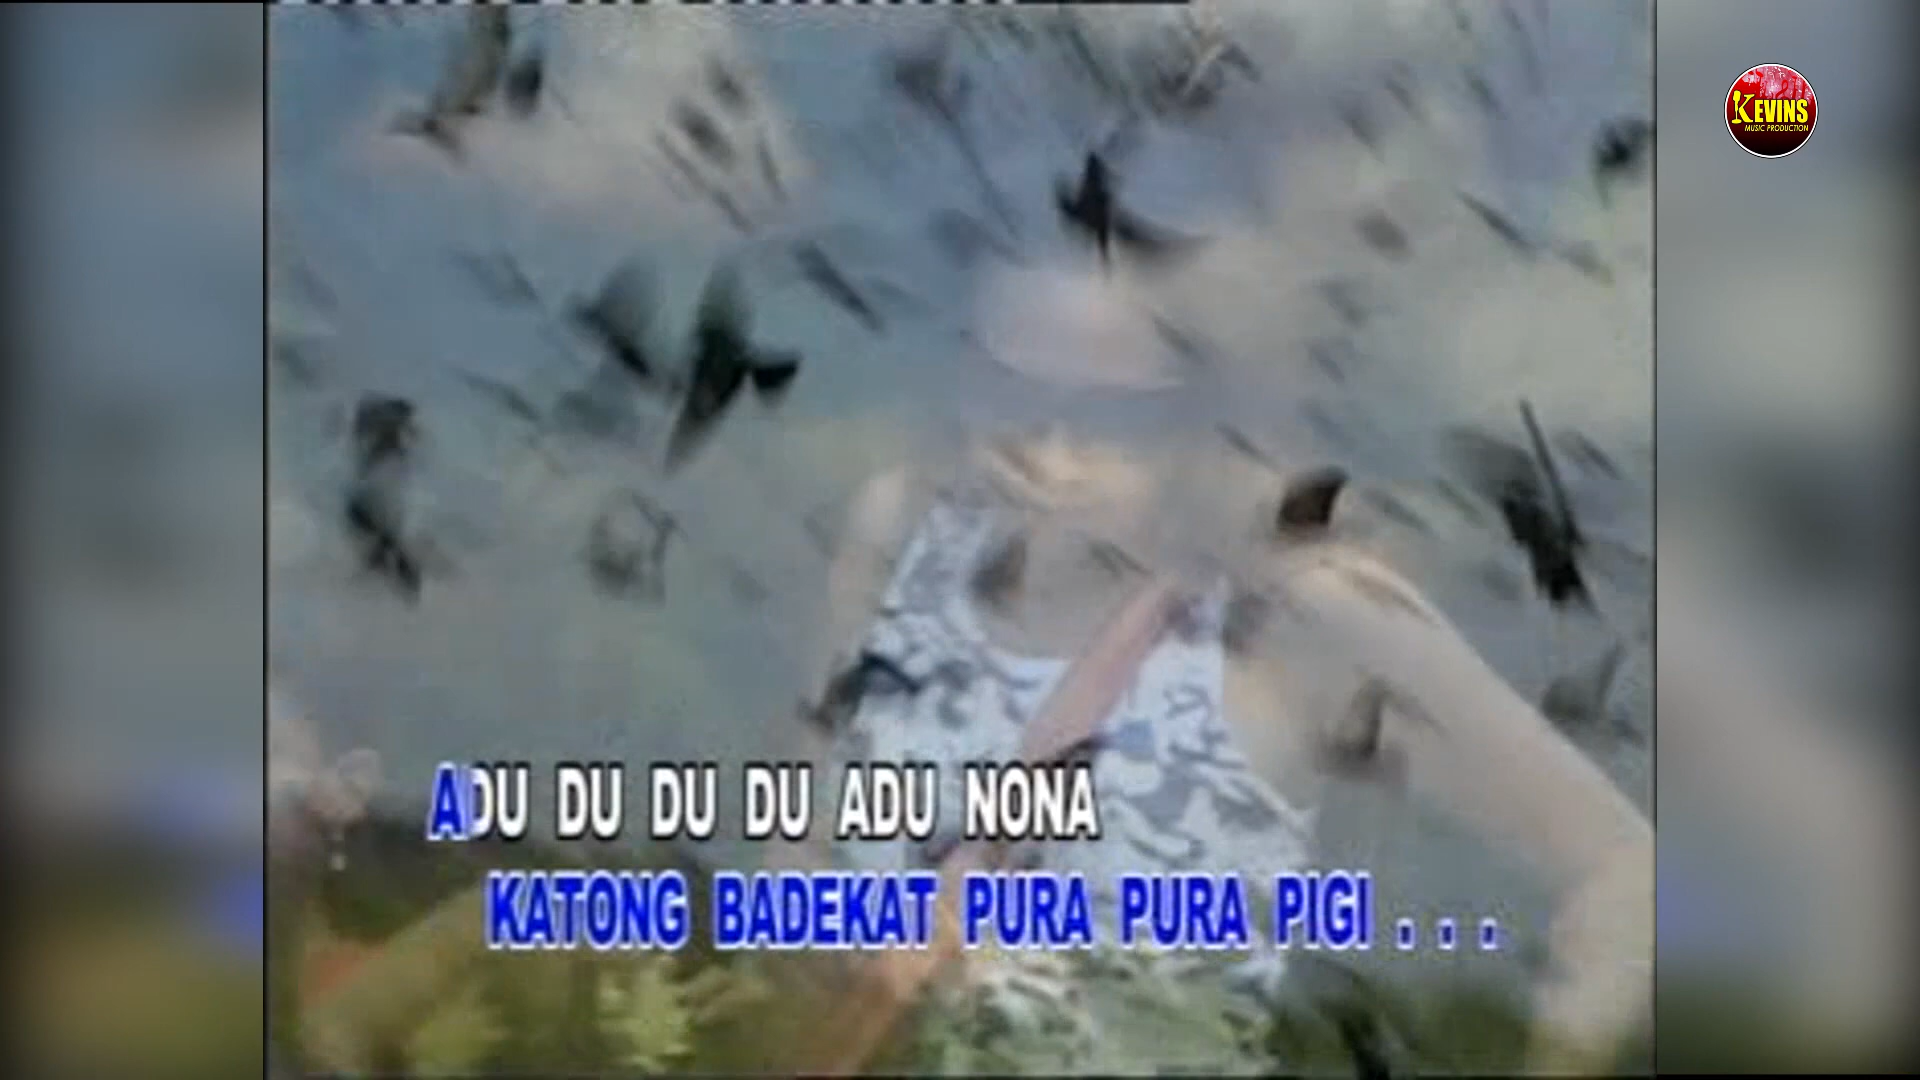 KEVINS
MUSIC PRODUCTION
ADU DU DU DU ADU NONA
KATONG BADEKAT PURA PURA PIGI . . .